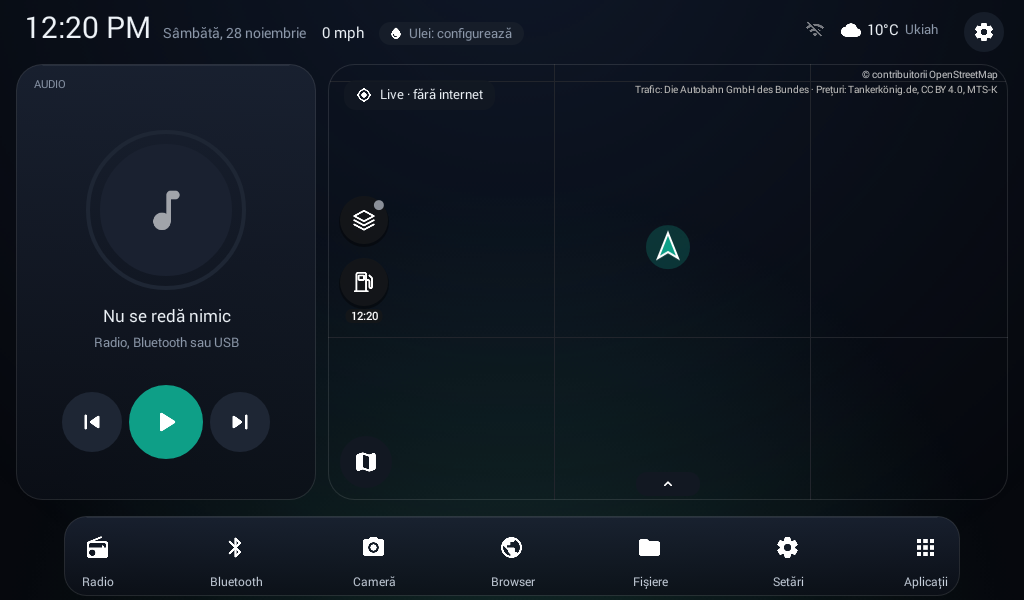 12:20 PM Sâmbătă, 28 noiembrie 0 mph Ulei: configurează 10°C Ukiah
AUDIO
© contribuitorii OpenStreetMap
Trafic: Die Autobahn GmbH des Bundes · Prețuri: Tankerkönig.de, CC BY 4.0, MTS-K
Live · fără internet
12:20
Nu se redă nimic
Radio, Bluetooth sau USB
Radio Bluetooth Cameră Browser Fișiere Setări Aplicații